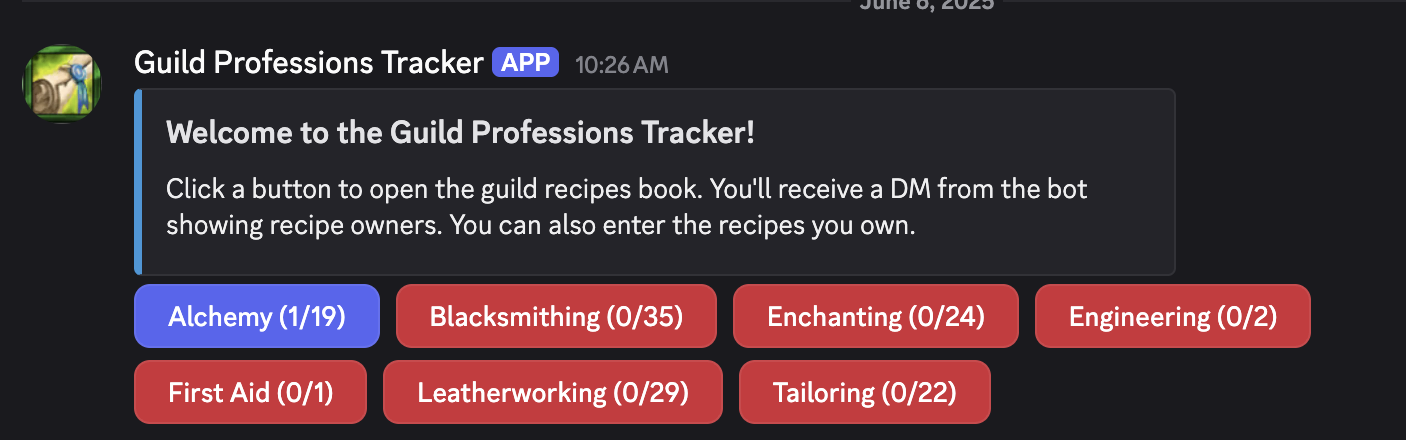 June 6, 2025
Guild Professions Tracker APP 10:26 AM
Welcome to the Guild Professions Tracker!
Click a button to open the guild recipes book. You'll receive a DM from the bot
showing recipe owners. You can also enter the recipes you own.
Alchemy (1/19) Blacksmithing (0/35) Enchanting (0/24) Engineering (0/2)
First Aid (0/1) Leatherworking (0/29) Tailoring (0/22)